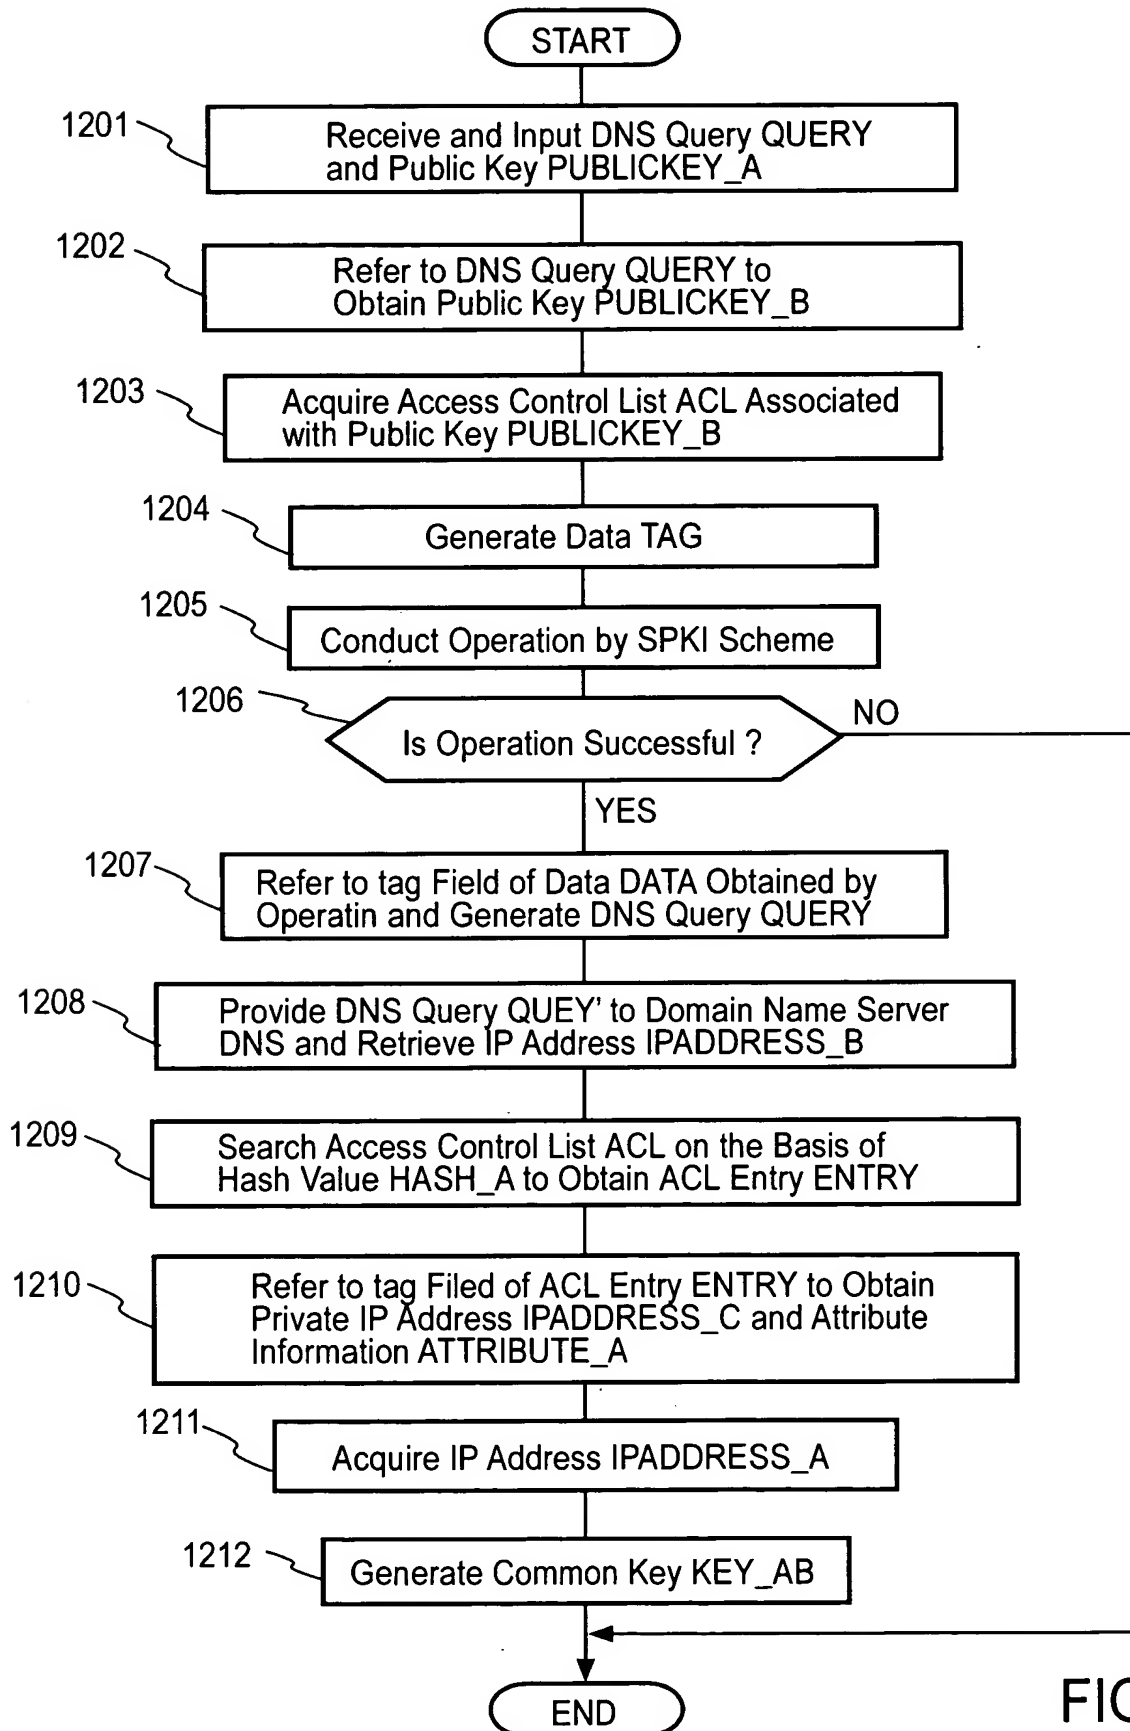 START
1201
Receive and Input DNS Query QUERY
and Public Key PUBLICKEY_A
1202
Refer to DNS Query QUERY to
Obtain Public Key PUBLICKEY_B
1203
Acquire Access Control List ACL Associated
with Public Key PUBLICKEY_B
1204
Generate Data TAG
1205
Conduct Operation by SPKI Scheme
1206
Is Operation Successful ?
NO
YES
1207
Refer to tag Field of Data DATA Obtained by
Operatin and Generate DNS Query QUERY
1208
Provide DNS Query QUEY' to Domain Name Server
DNS and Retrieve IP Address IPADDRESS_B
1209
Search Access Control List ACL on the Basis of
Hash Value HASH_A to Obtain ACL Entry ENTRY
1210
Refer to tag Filed of ACL Entry ENTRY to Obtain
Private IP Address IPADDRESS_C and Attribute
Information ATTRIBUTE_A
1211
Acquire IP Address IPADDRESS_A
1212
Generate Common Key KEY_AB
END